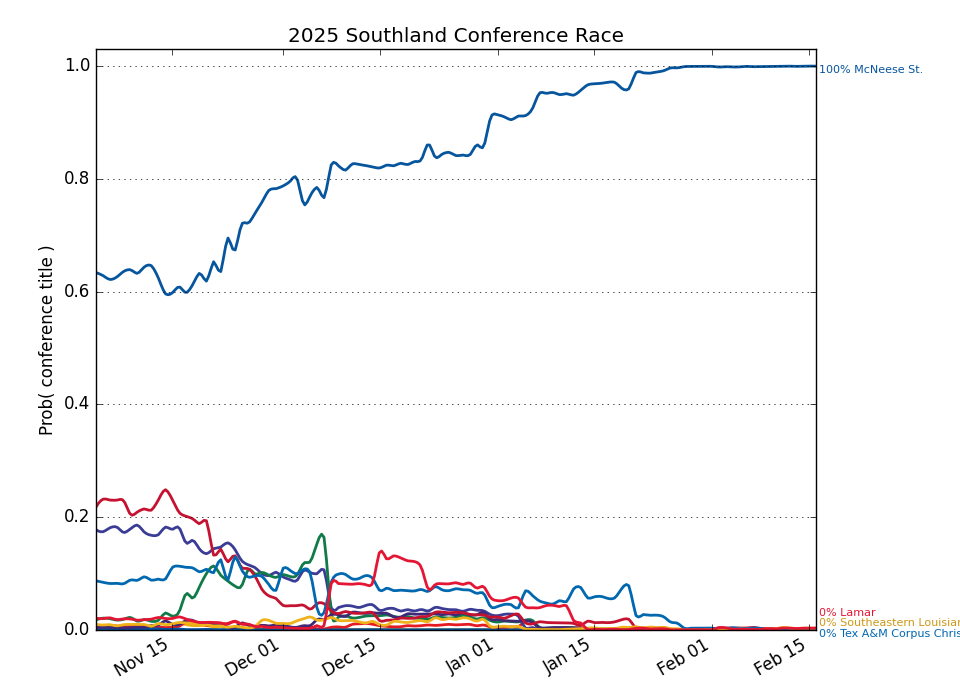 2025 Southland Conference Race
1.0
0.8
0.6
0.4
0.2
0.0
Prob( conference title )
100% McNeese St.
0% Lamar
0% Southeastern Louisian
0% Tex A&M Corpus Chris
Nov 15
Dec 01
Dec 15
Jan 01
Jan 15
Feb 01
Feb 15